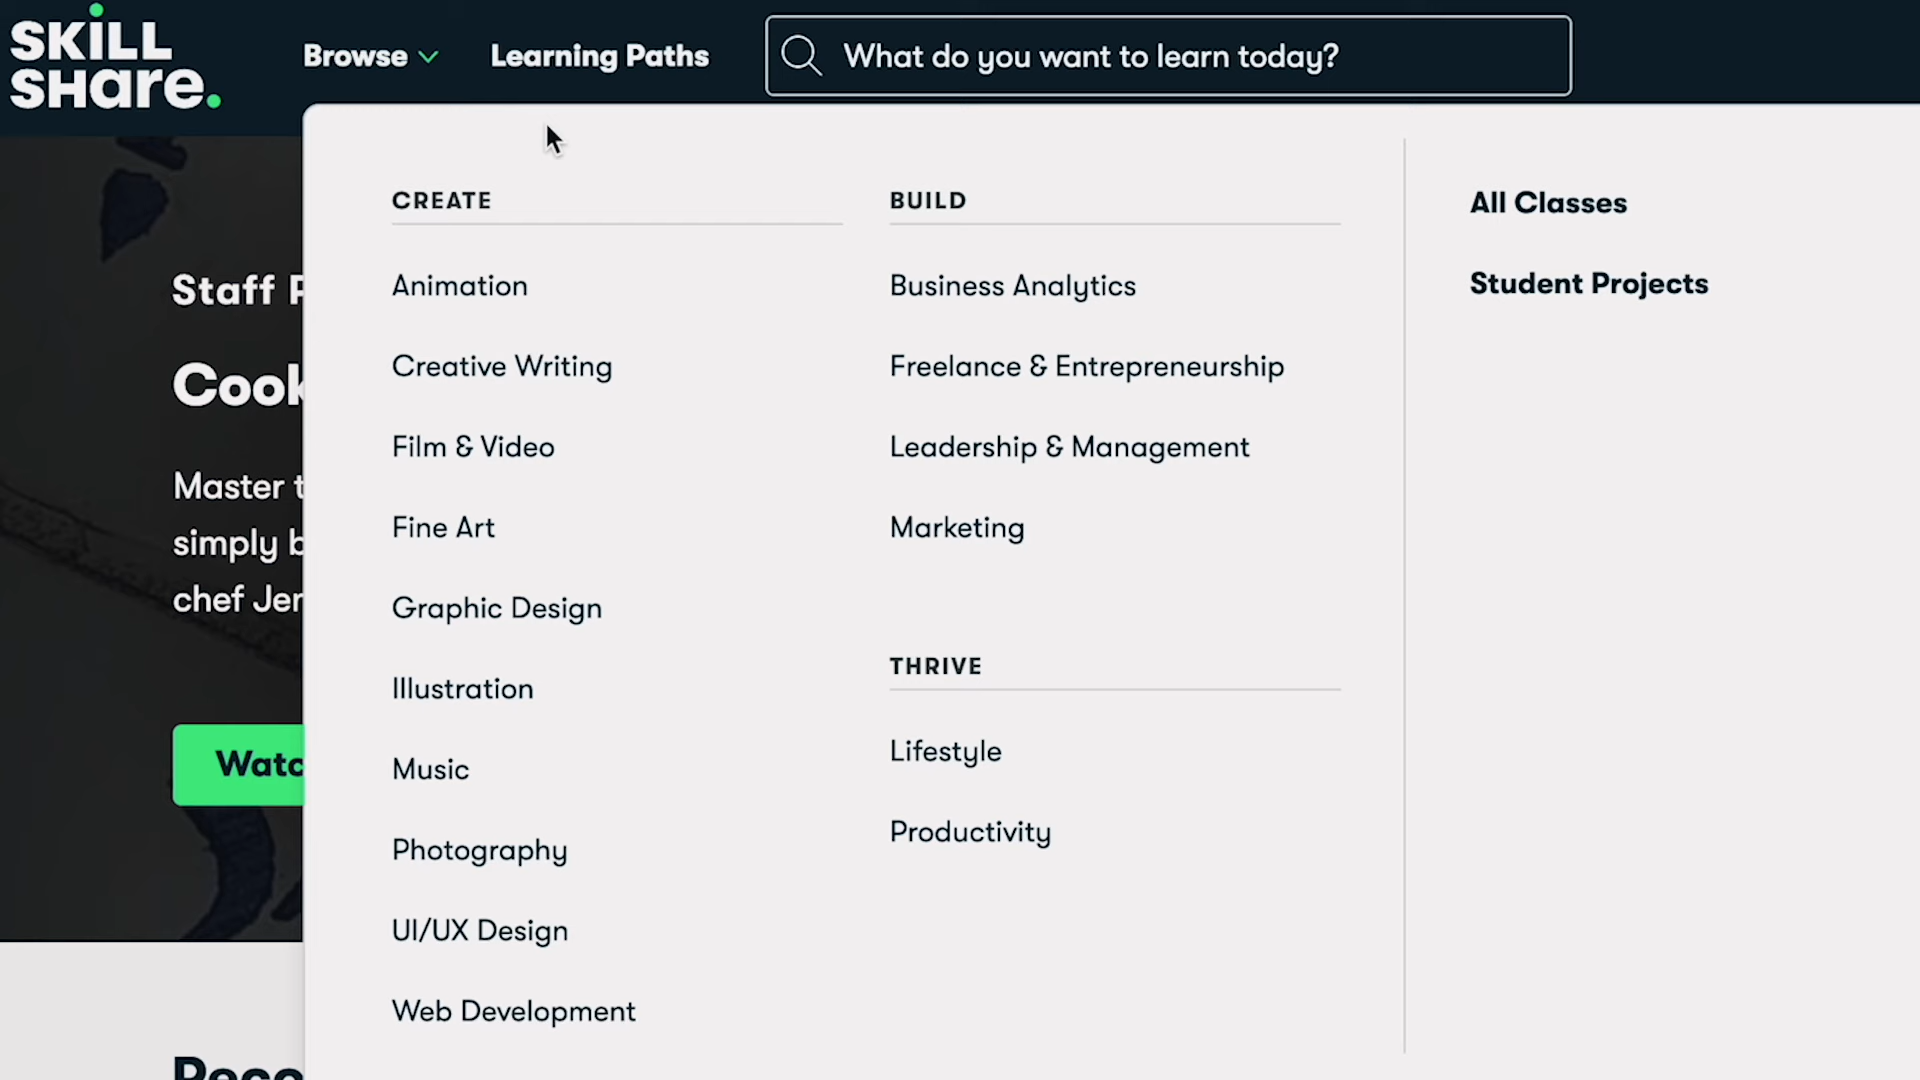 SKILL
SHare.
Browse
Learning Paths
What do you want to learn today?
Staff
Cook
Master
simply
chef
CREATE
Animation
Creative Writing
Film & Video
Fine Art
Graphic Design
Illustration
Music
Photography
UI/UX Design
Web Development
BUILD
Business Analytics
Freelance & Entrepreneurship
Leadership & Management
Marketing
THRIVE
Lifestyle
Productivity
All Classes
Student Projects